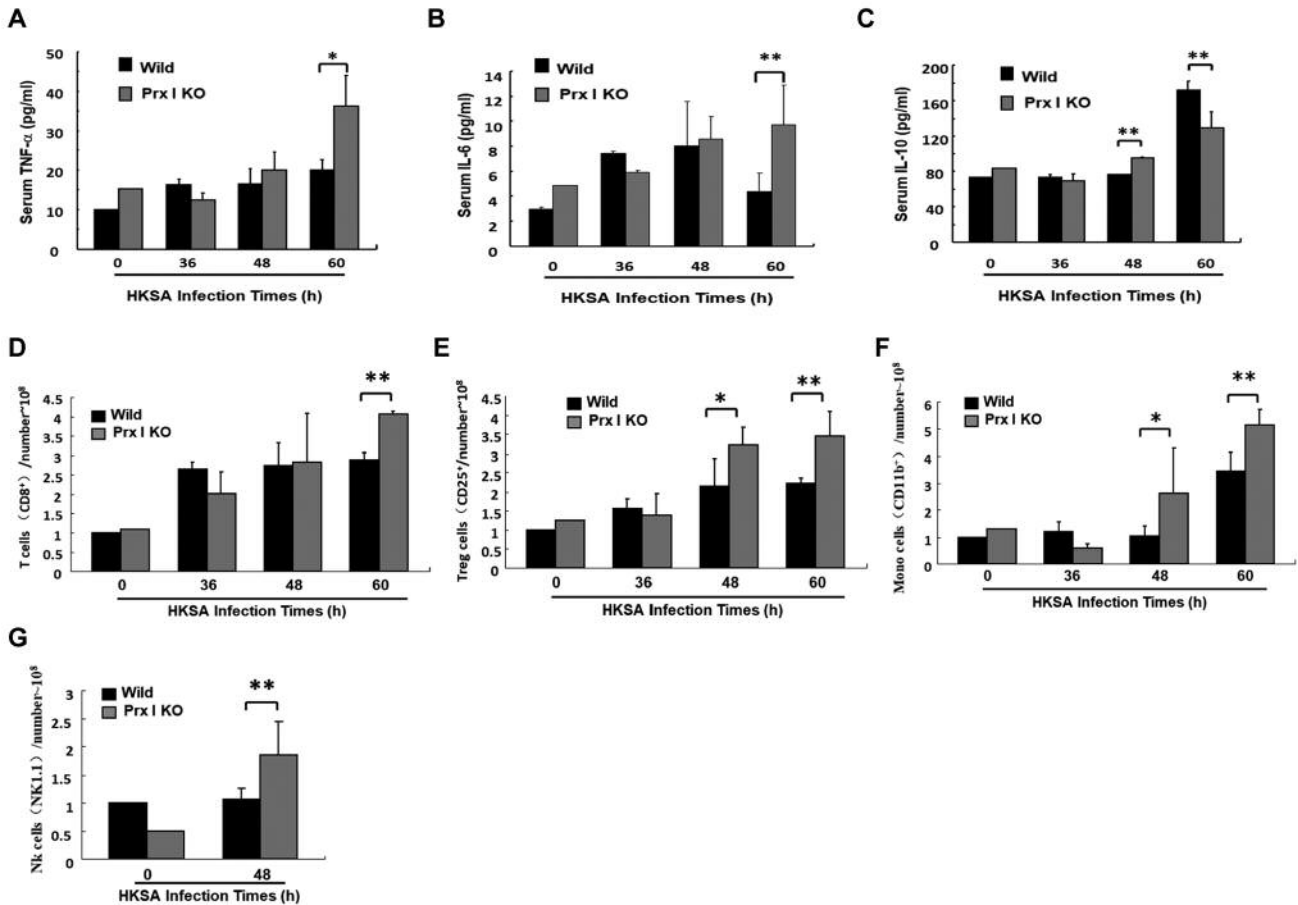 A
Serum TNF-α (pg/ml)
50
40
30
20
10
0
Wild
Prx I KO
*
0 36 48 60
HKSA Infection Times (h)
B
Serum IL-6 (pg/ml)
14
12
10
8
6
4
2
0
Wild
Prx I KO
**
0 36 48 60
HKSA Infection Times (h)
C
Serum IL-10 (pg/ml)
200
160
120
80
40
0
Wild
Prx I KO
**
**
0 36 48 60
HKSA Infection Times (h)
D
T cells （CD8⁺）/number~10⁸
4.5
4
3.5
3
2.5
2
1.5
1
0.5
0
Wild
Prx I KO
**
0 36 48 60
HKSA Infection Times (h)
E
Treg cells （CD25⁺/number~10⁸
4.5
4
3.5
3
2.5
2
1.5
1
0.5
0
Wild
Prx I KO
*
**
0 36 48 60
HKSA Infection Times (h)
F
Mono cells （CD11b⁺）/number~10⁸
6
5
4
3
2
1
0
Wild
Prx I KO
*
**
0 36 48 60
HKSA Infection Times (h)
G
Nk cells（NK1.1）/number~10⁸
3
2.5
2
1.5
1
0.5
0
Wild
Prx I KO
**
0 48
HKSA Infection Times (h)